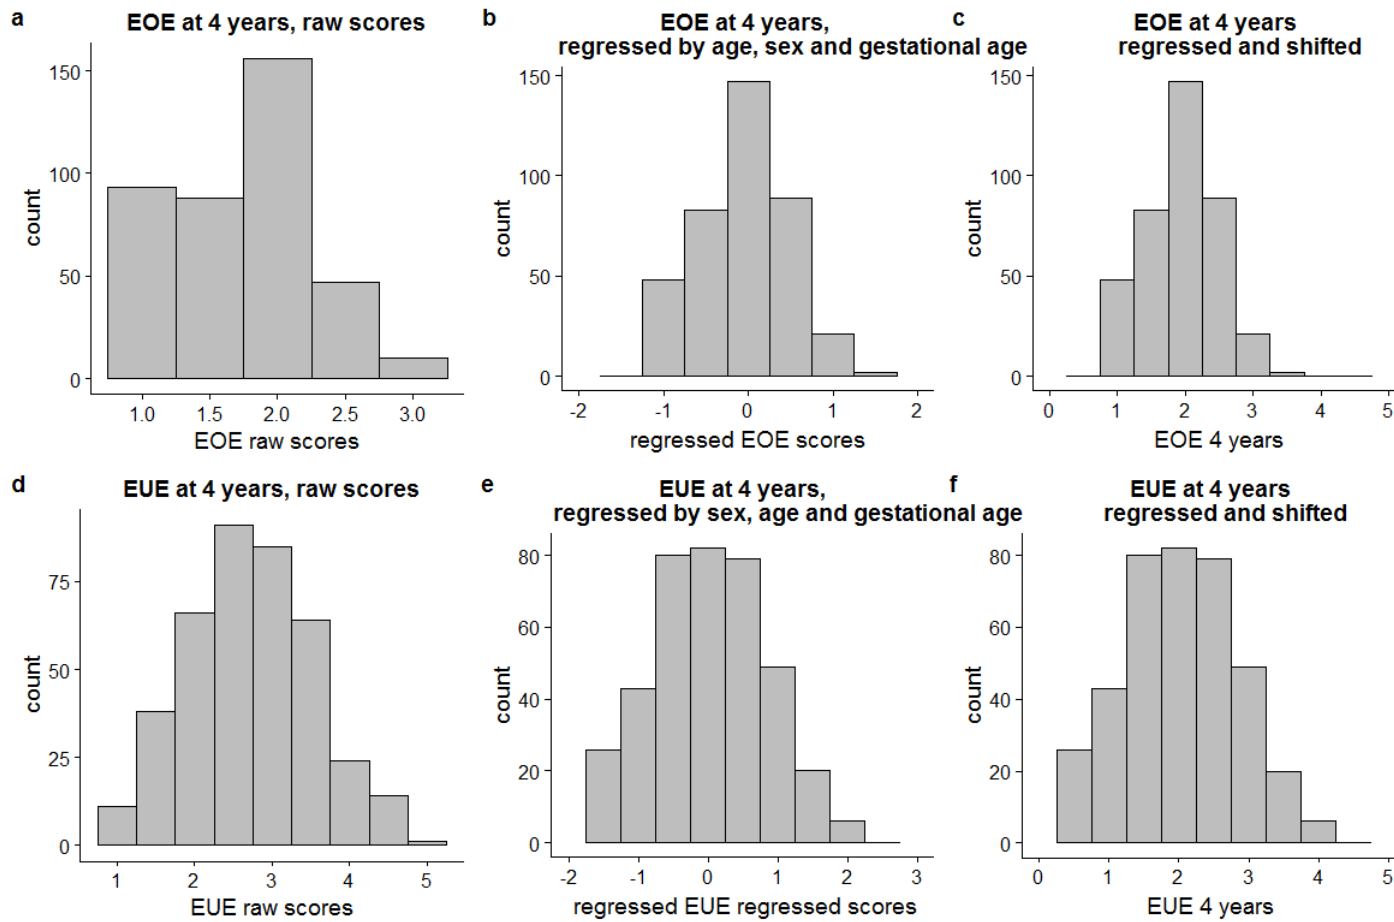 a
EOE at 4 years, raw scores
150
100
50
0
count
1.0 1.5 2.0 2.5 3.0
EOE raw scores
b
EOE at 4 years,
regressed by age, sex and gestational age
150
100
50
0
count
-2 -1 0 1 2
regressed EOE scores
c
EOE at 4 years
regressed and shifted
150
100
50
0
count
0 1 2 3 4 5
EOE 4 years
d
EUE at 4 years, raw scores
75
50
25
0
count
1 2 3 4 5
EUE raw scores
e
EUE at 4 years,
regressed by sex, age and gestational age
80
60
40
20
0
count
-2 -1 0 1 2 3
regressed EUE regressed scores
f
EUE at 4 years
regressed and shifted
80
60
40
20
0
count
0 1 2 3 4 5
EUE 4 years